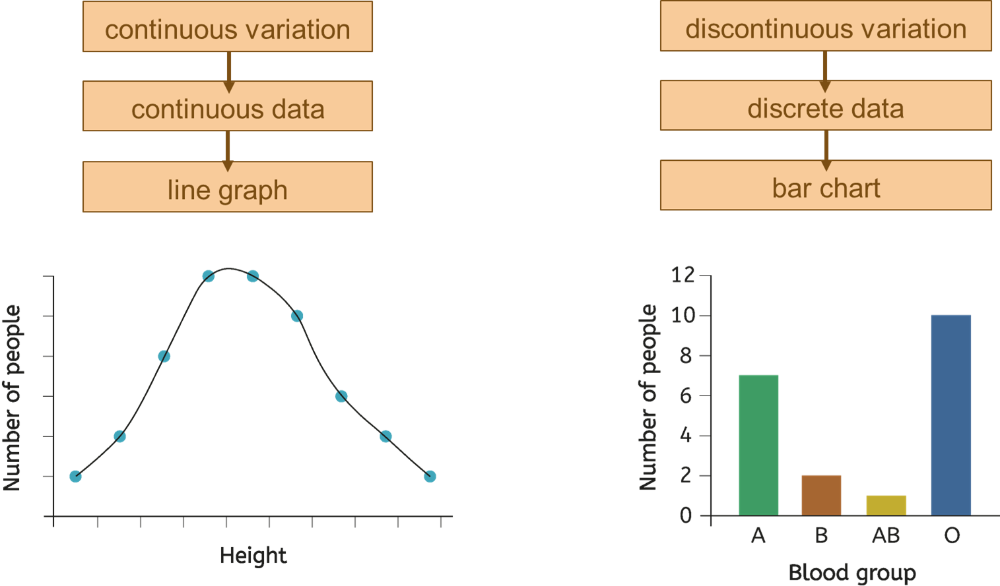 continuous variation
continuous data
line graph
Number of people
Height
discontinuous variation
discrete data
bar chart
Number of people
12
10
8
6
4
2
0
A B AB O
Blood group